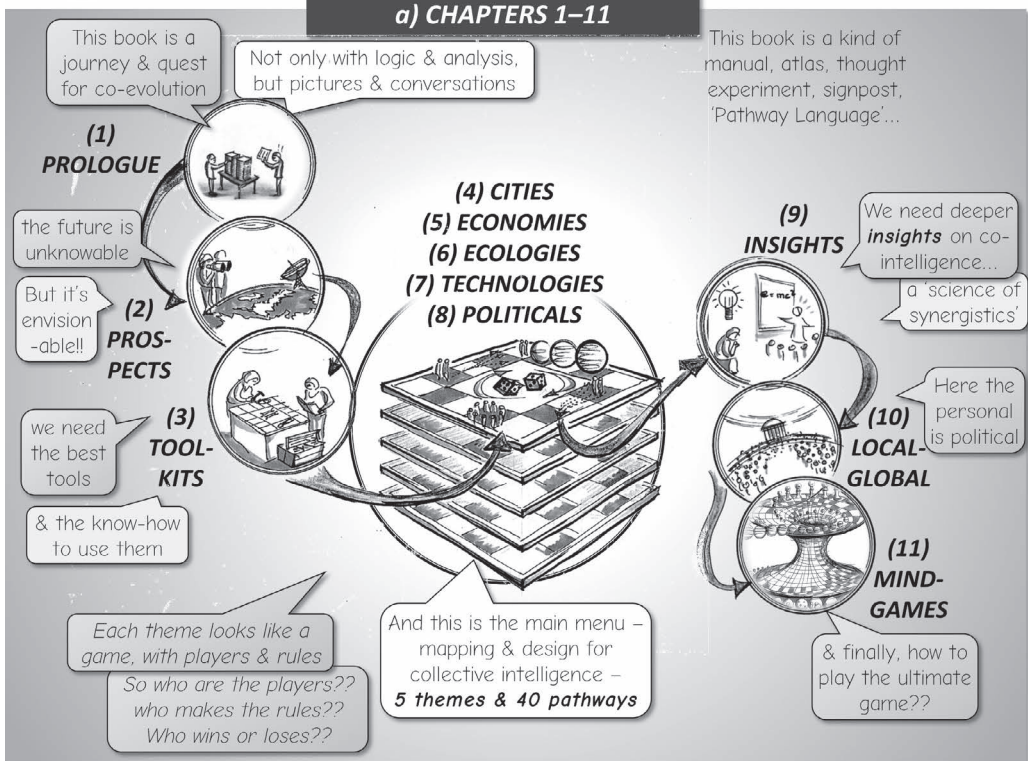 a) CHAPTERS 1–11
This book is a
journey & quest
for co-evolution
Not only with logic & analysis,
but pictures & conversations
This book is a kind of
manual, atlas, thought
experiment, signpost,
'Pathway Language'...
(1)
PROLOGUE
the future is
unknowable
But it's
envision
-able!!
(2)
PROS-
PECTS
we need
the best
tools
(3)
TOOL-
KITS
& the know-how
to use them
(4) CITIES
(5) ECONOMIES
(6) ECOLOGIES
(7) TECHNOLOGIES
(8) POLITICALS
Each theme looks like a
game, with players & rules
So who are the players??
who makes the rules??
Who wins or loses??
And this is the main menu –
mapping & design for
collective intelligence –
5 themes & 40 pathways
(9)
INSIGHTS
e=mc²
We need deeper
insights on co-
intelligence...
a 'science of
synergistics'
(10)
LOCAL-
GLOBAL
Here the
personal
is political
(11)
MIND-
GAMES
& finally, how to
play the ultimate
game??